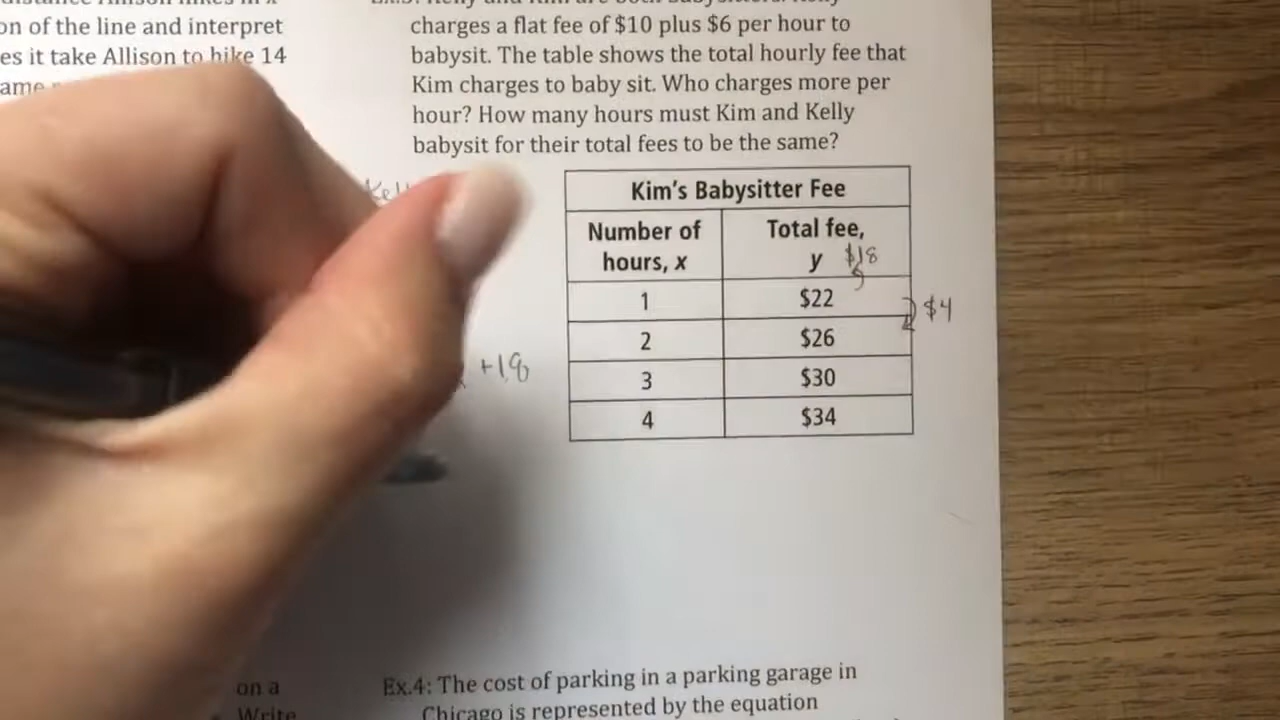 on of the line and interpret
es it take Allison to hike 14
charges a flat fee of $10 plus $6 per hour to
babysit. The table shows the total hourly fee that
Kim charges to baby sit. Who charges more per
hour? How many hours must Kim and Kelly
babysit for their total fees to be the same?
Kim's Babysitter Fee
Number of hours, x
Total fee, y
$18
1 $22
2 $26
3 $30
4 $34
$4
+18
on a
Write
Ex.4: The cost of parking in a parking garage in
Chicago is represented by the equation